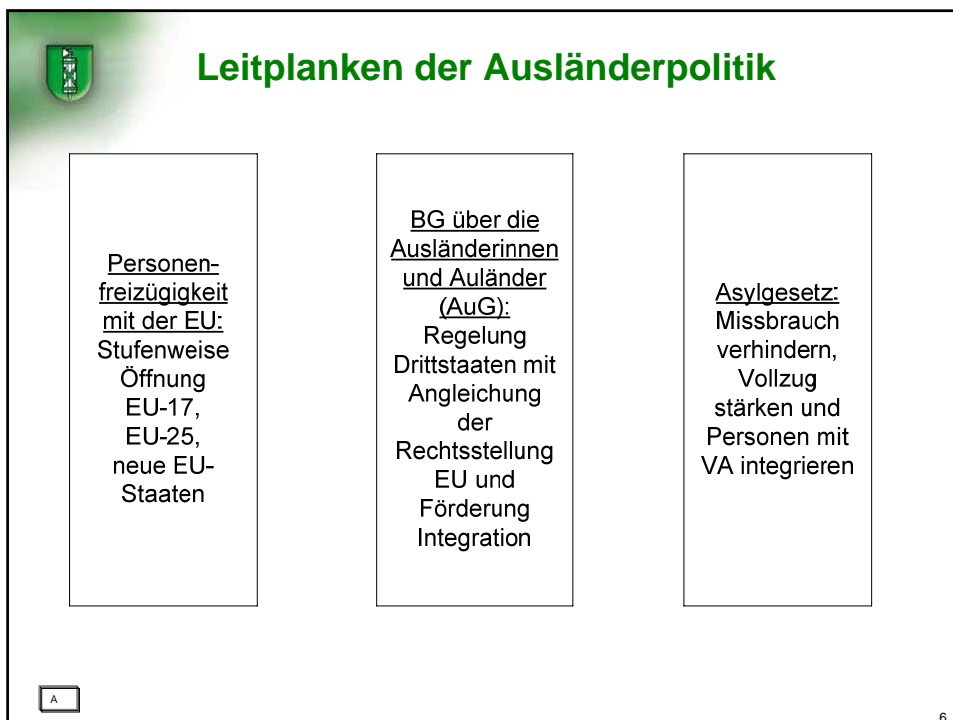 Leitplanken der Ausländerpolitik
Personen-
freizügigkeit
mit der EU:
Stufenweise
Öffnung
EU-17,
EU-25,
neue EU-
Staaten
BG über die
Ausländerinnen
und Auländer
(AuG):
Regelung
Drittstaaten mit
Angleichung
der
Rechtsstellung
EU und
Förderung
Integration
Asylgesetz:
Missbrauch
verhindern,
Vollzug
stärken und
Personen mit
VA integrieren
A
6